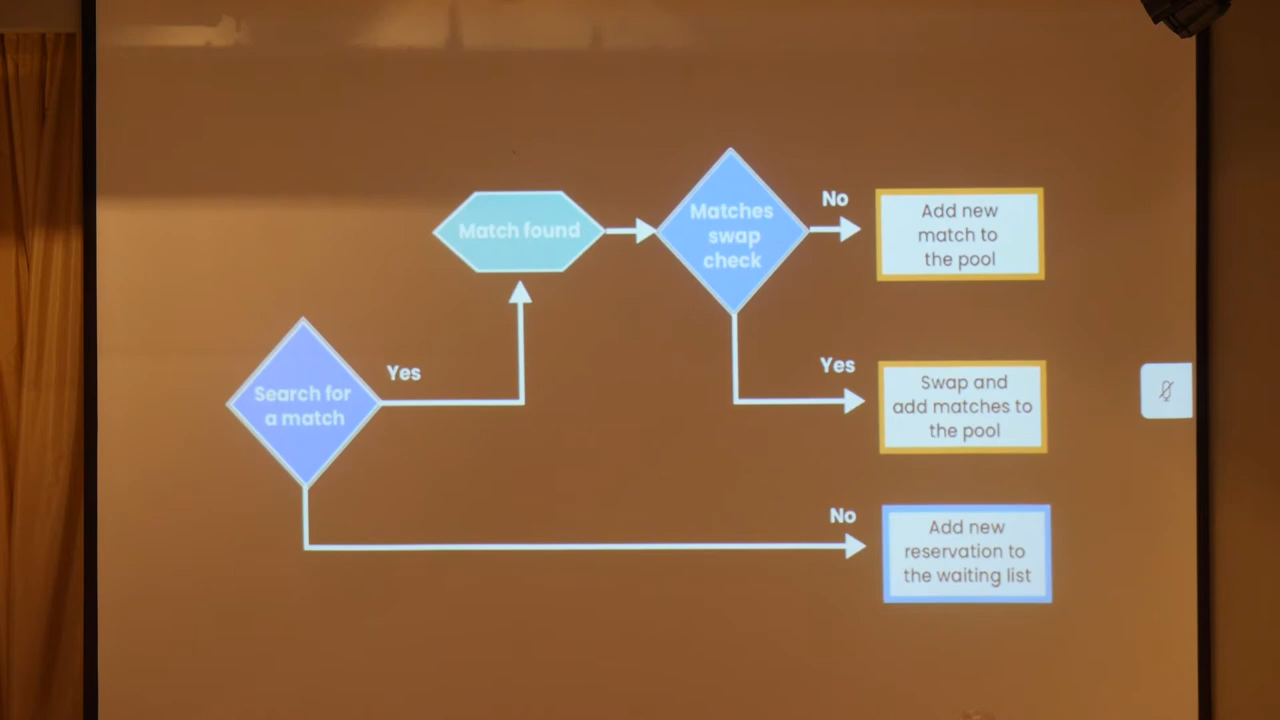 Match found
Matches
swap
check
No
Add new
match to
the pool
Search for
a match
Yes
Yes
Swap and
add matches to
the pool
No
Add new
reservation to
the waiting list